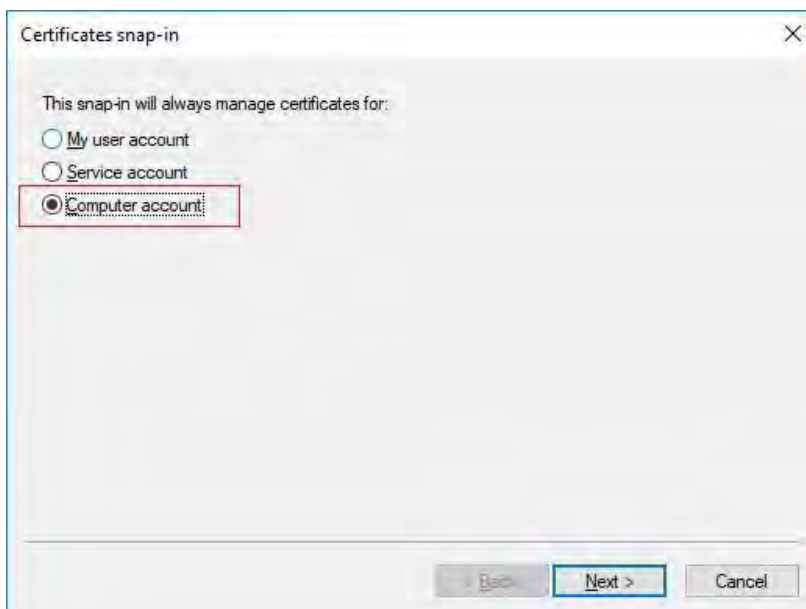 Certificates snap-in
This snap-in will always manage certificates for:
My user account
Service account
Computer account
< Back Next > Cancel